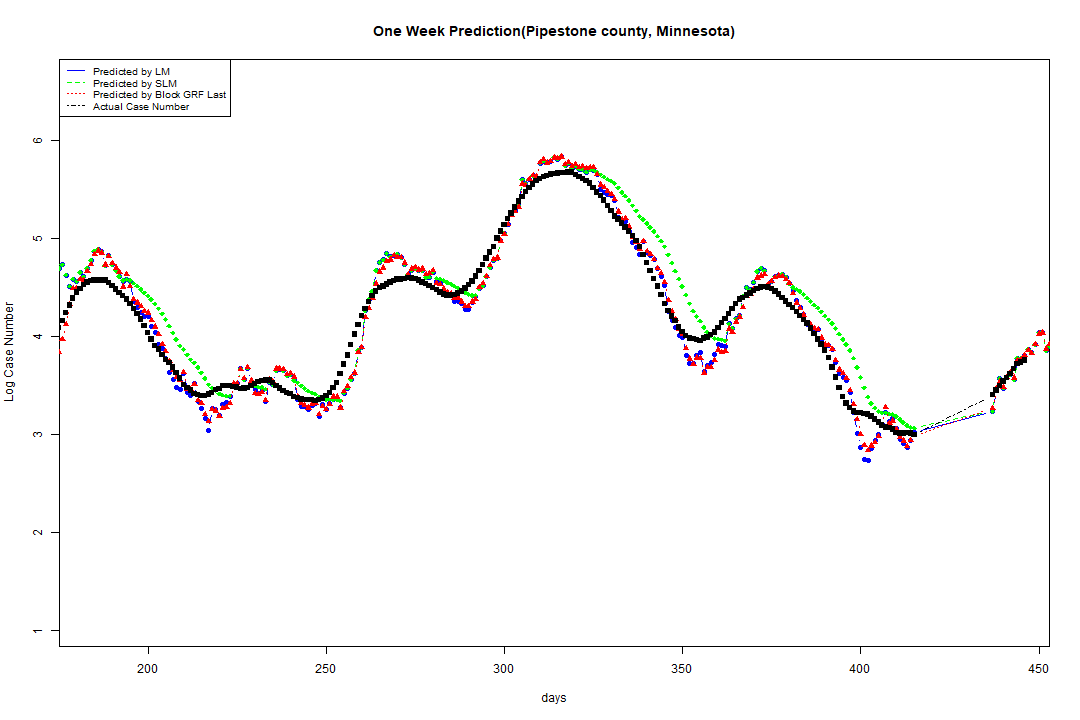 One Week Prediction(Pipestone county, Minnesota)
Predicted by LM
Predicted by SLM
Predicted by Block GRF Last
Actual Case Number
Log Case Number
6
5
4
3
2
1
200 250 300 350 400 450
days